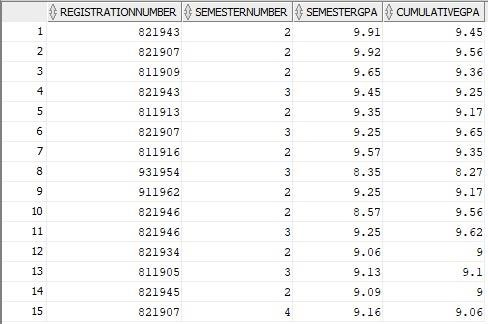 REGISTRATIONNUMBER SEMESTERNUMBER SEMESTERGPA CUMULATIVEGPA
1 821943 2 9.91 9.45
2 821907 2 9.92 9.56
3 811909 2 9.65 9.36
4 821943 3 9.45 9.25
5 811913 2 9.35 9.17
6 821907 3 9.25 9.65
7 811916 2 9.57 9.35
8 931954 3 8.35 8.27
9 911962 2 9.25 9.17
10 821946 2 8.57 9.56
11 821946 3 9.25 9.62
12 821934 2 9.06 9
13 811905 3 9.13 9.1
14 821945 2 9.09 9
15 821907 4 9.16 9.06